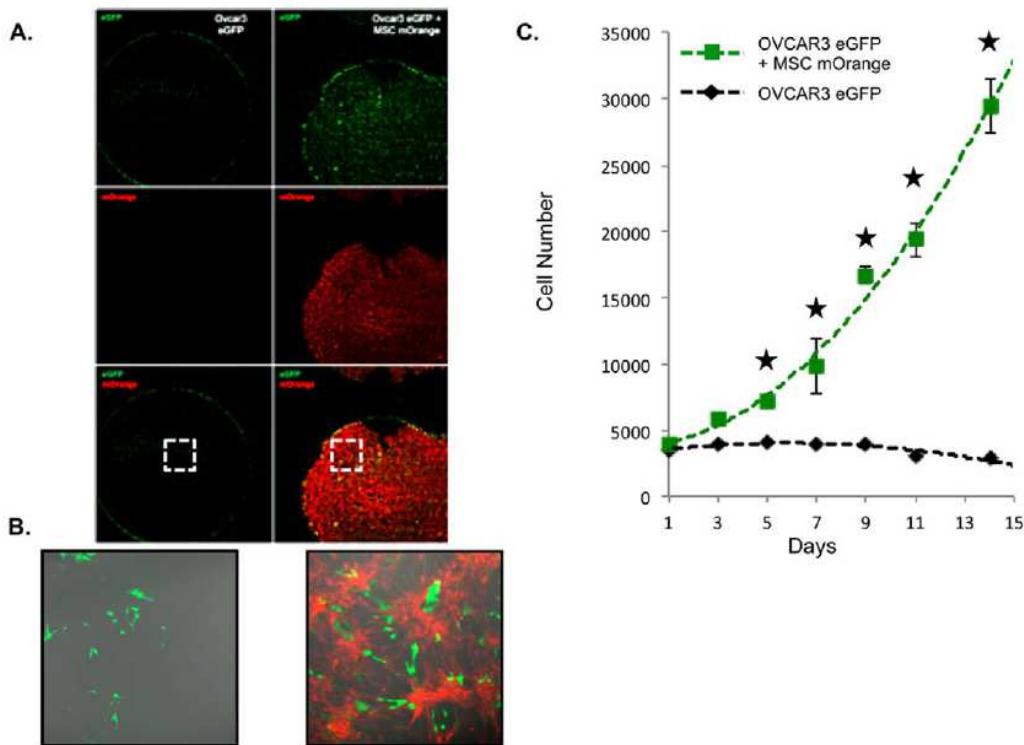 A.
eGFP
Ovcar3
eGFP
eGFP
Ovcar3 eGFP +
MSC mOrange
mOrange
mOrange
eGFP
mOrange
eGFP
mOrange
B.
C.
OVCAR3 eGFP
+ MSC mOrange
OVCAR3 eGFP
Cell Number
35000
30000
25000
20000
15000
10000
5000
0
1 3 5 7 9 11 13 15
Days